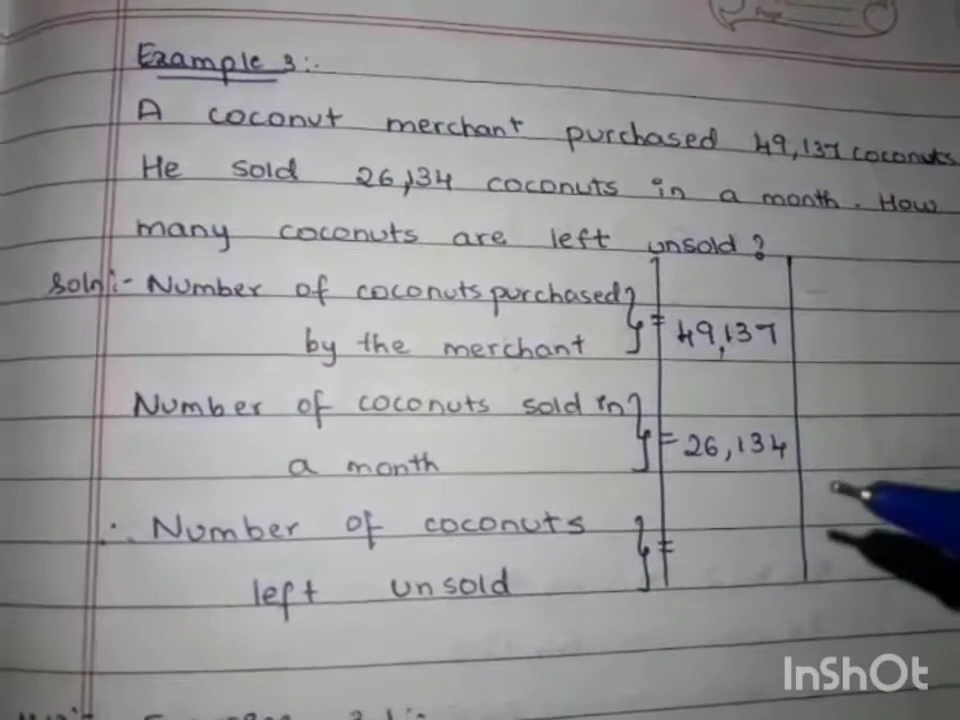 Page
Example 3:-
A coconut merchant purchased 49,137 coconuts
He sold 26,134 coconuts in a month. How
many coconuts are left unsold?
Soln:- Number of coconuts purchased } = 49,137
by the merchant
Number of coconuts sold in } = 26,134
a month
∴ Number of coconuts } =
left unsold
InShOt